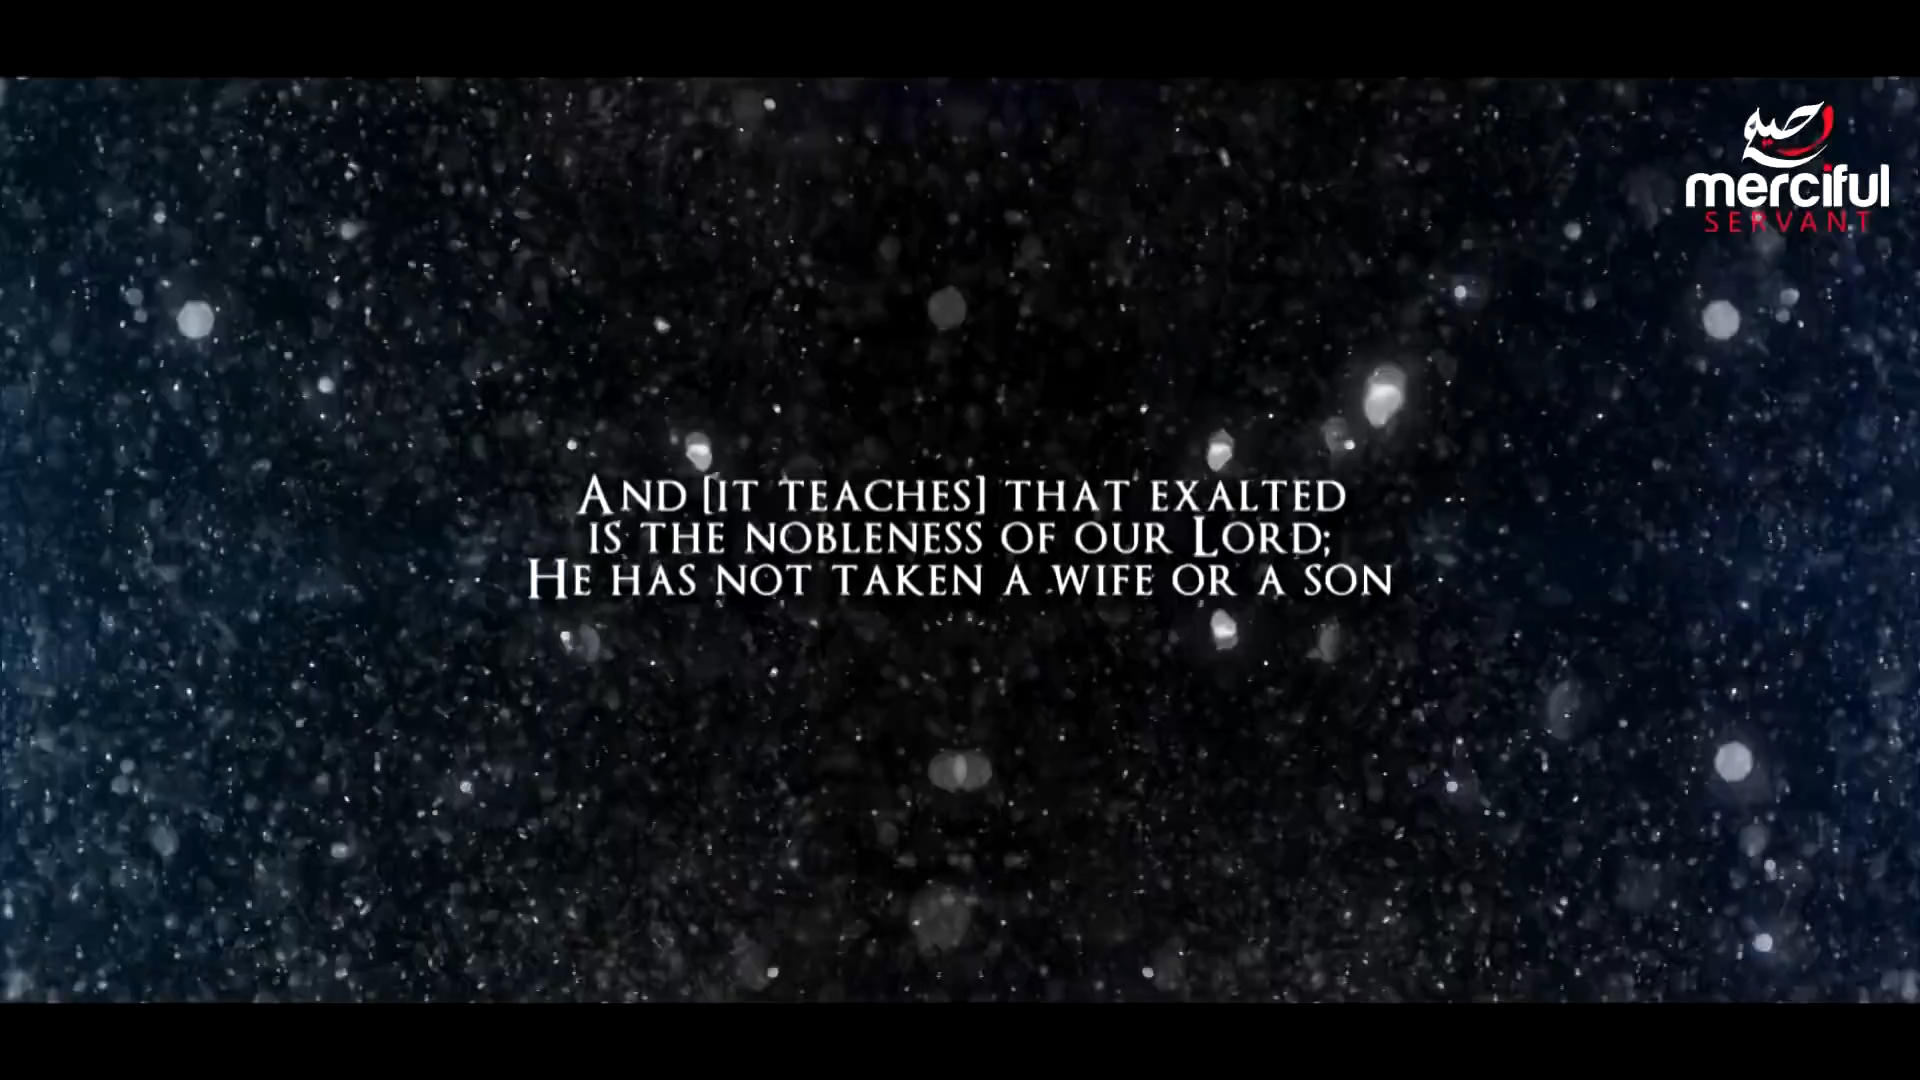 merciful
SERVANT
And [it teaches] that exalted
is the nobleness of our Lord;
He has not taken a wife or a son